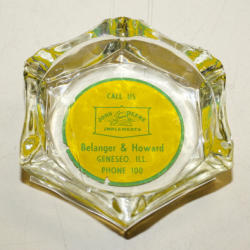 CALL US
JOHN DEERE
IMPLEMENTS
Belanger & Howard
GENESEO, ILL.
PHONE 100